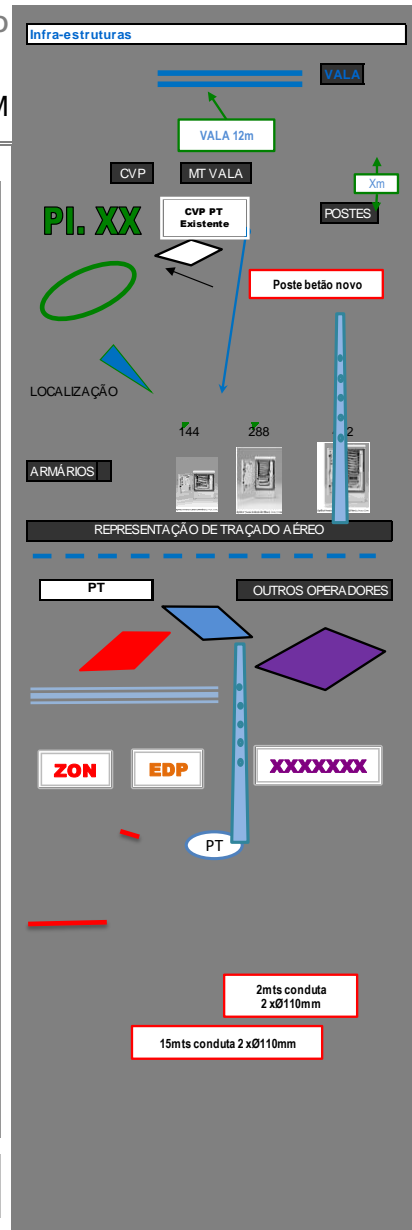 Infra-estruturas
VALA
VALA 12m
CVP
MT VALA
Xm
PI. XX
CVP PT
Existente
POSTES
Poste betão novo
LOCALIZAÇÃO
144
288
ARMÁRIOS
REPRESENTAÇÃO DE TRAÇADO AÉREO
PT
OUTROS OPERADORES
ZON
EDP
XXXXXXX
PT
2mts conduta
2 xØ110mm
15mts conduta 2 xØ110mm